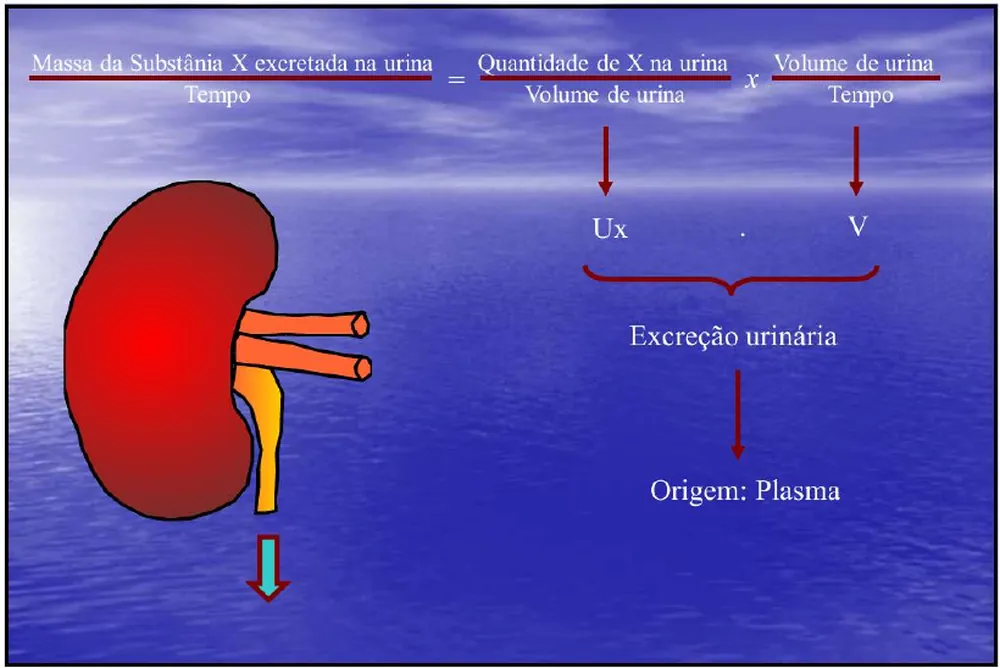 Massa da Substânia X excretada na urina
Tempo
=
Quantidade de X na urina
Volume de urina
x
Volume de urina
Tempo
Ux . V
Excreção urinária
Origem: Plasma